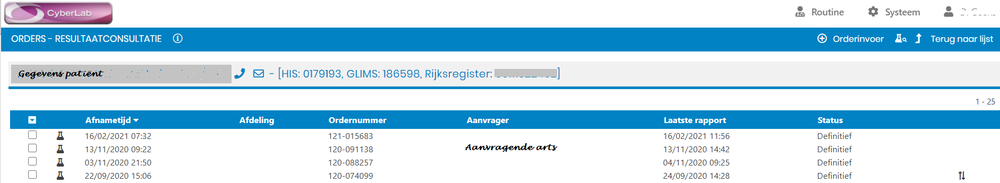 CyberLab
Routine Systeem
ORDERS - RESULTAATCONSULTATIE Orderinvoer Terug naar lijst
Gegevens patiënt - [HIS: 0179193, GLIMS: 186598, Rijksregister: ]
1 - 25
Afnametijd Afdeling Ordernummer Aanvrager Laatste rapport Status
16/02/2021 07:32 121-015683 16/02/2021 11:56 Definitief
13/11/2020 09:22 120-091138 Aanvragende arts 13/11/2020 14:42 Definitief
03/11/2020 21:50 120-088257 04/11/2020 09:25 Definitief
22/09/2020 15:06 120-074099 24/09/2020 14:28 Definitief